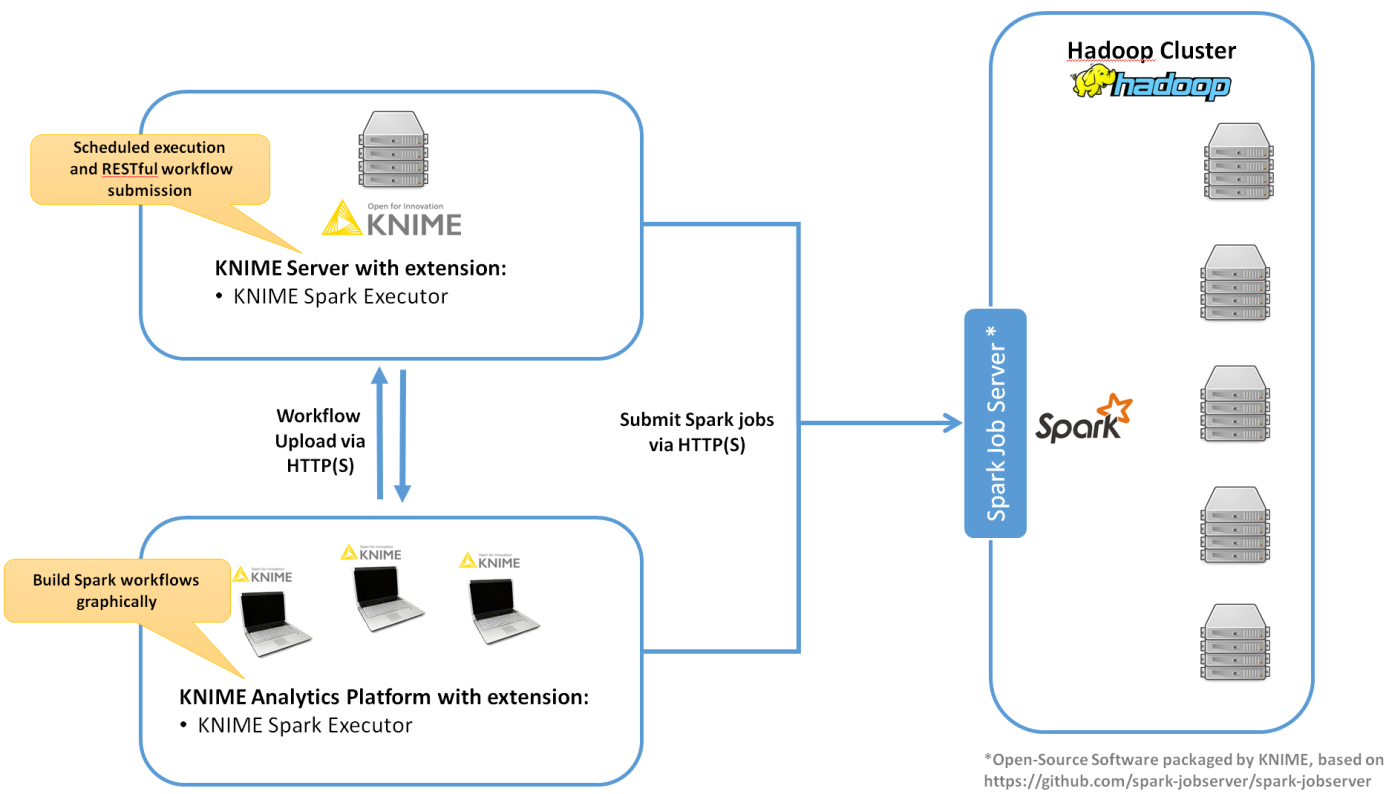 Hadoop Cluster
hadoop
Scheduled execution
and RESTful workflow
submission
Open for Innovation
KNIME
KNIME Server with extension:
• KNIME Spark Executor
Workflow
Upload via
HTTP(S)
Submit Spark jobs
via HTTP(S)
Spark Job Server *
Spark
Build Spark workflows
graphically
Open for Innovation
KNIME
Open for Innovation
KNIME
Open for Innovation
KNIME
KNIME Analytics Platform with extension:
• KNIME Spark Executor
*Open-Source Software packaged by KNIME, based on
https://github.com/spark-jobserver/spark-jobserver